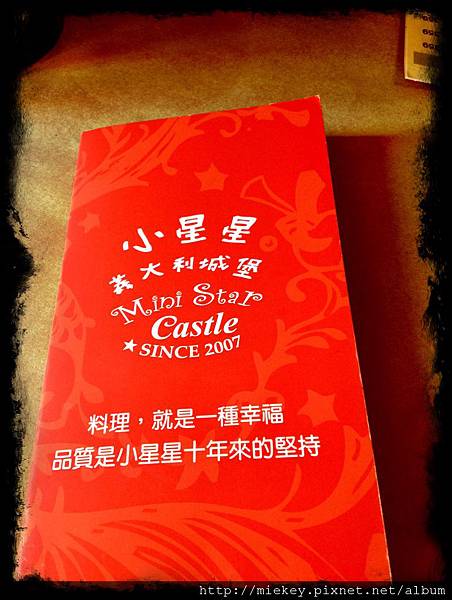 小星星
義大利城堡
Mini Star
Castle
★SINCE 2007
料理，就是一種幸福
品質是小星星十年來的堅持
http://miekey.pixnet.net/album